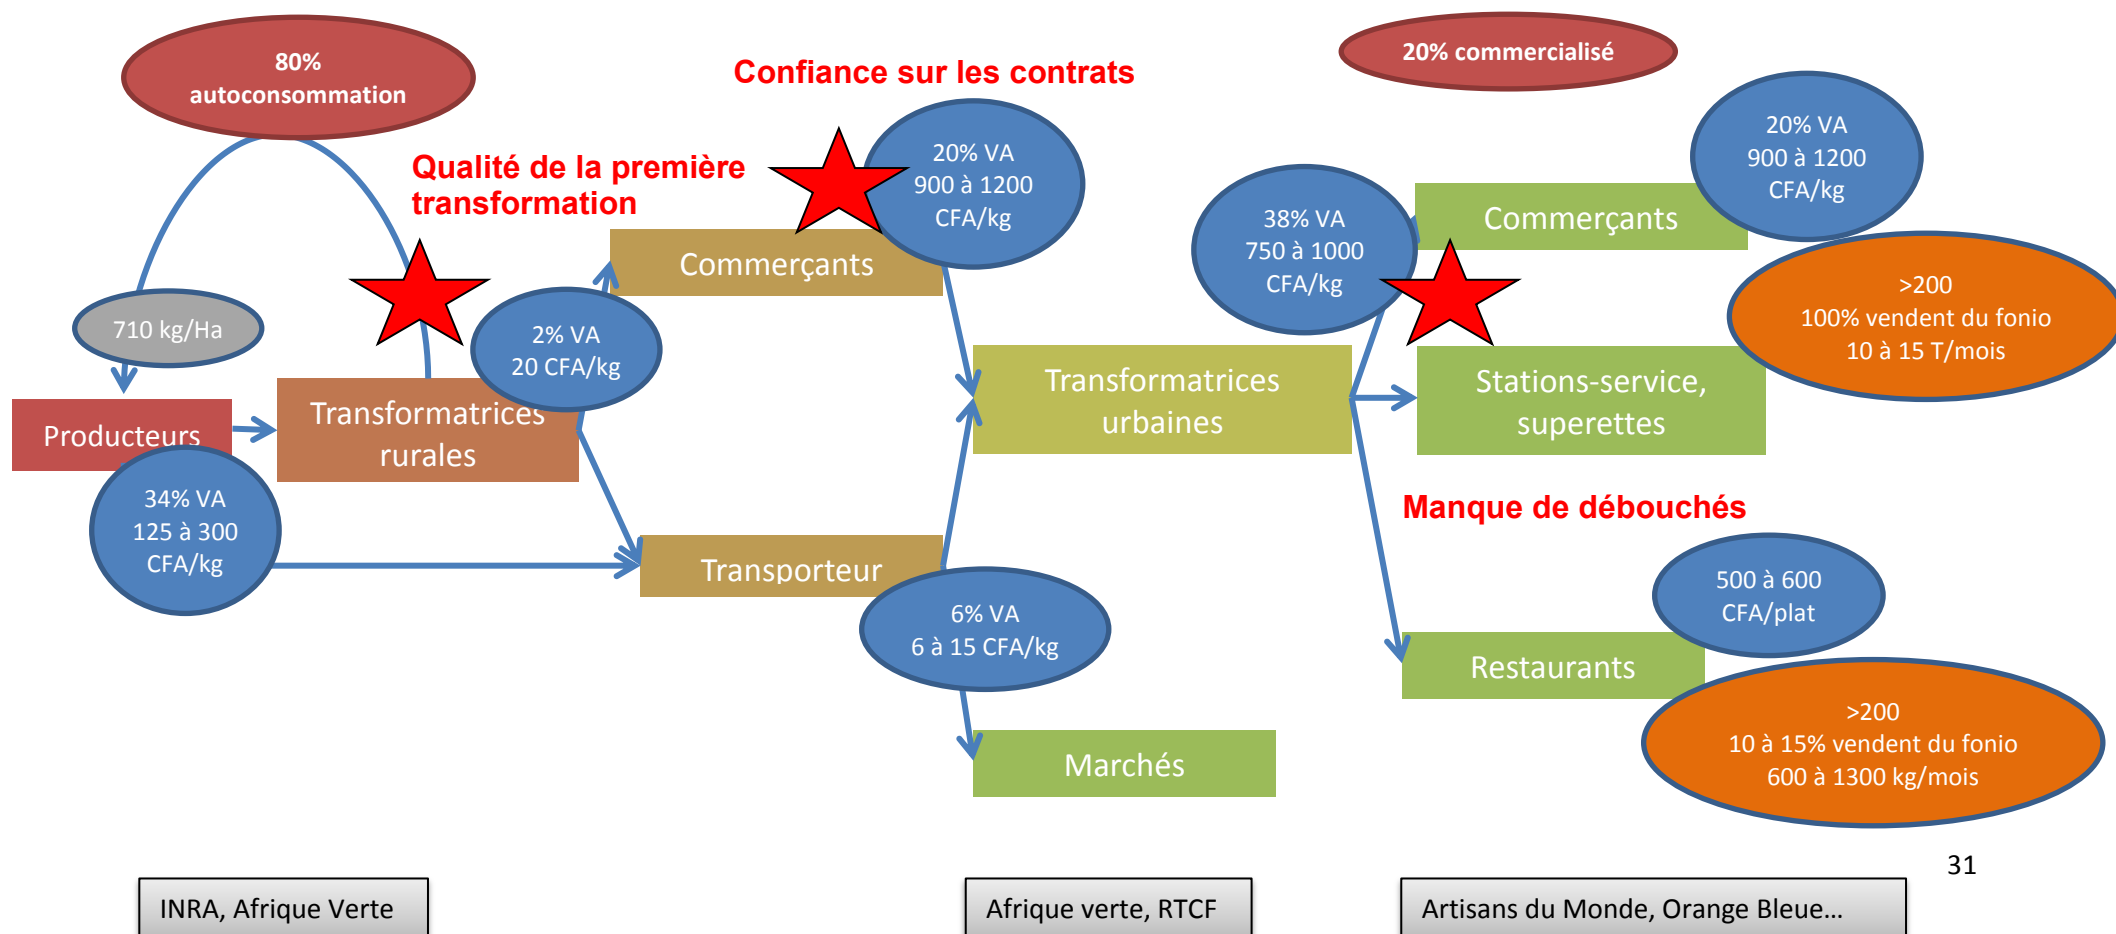 80%
autoconsommation
Confiance sur les contrats
20% commercialisé
Qualité de la première
transformation
20% VA
900 à 1200
CFA/kg
20% VA
900 à 1200
CFA/kg
38% VA
750 à 1000
CFA/kg
Commerçants
Commerçants
710 kg/Ha
2% VA
20 CFA/kg
>200
100% vendent du fonio
10 à 15 T/mois
Producteurs
Transformatrices
rurales
Transformatrices
urbaines
Stations-service,
superettes
34% VA
125 à 300
CFA/kg
Manque de débouchés
Transporteur
6% VA
6 à 15 CFA/kg
500 à 600
CFA/plat
Restaurants
>200
10 à 15% vendent du fonio
600 à 1300 kg/mois
Marchés
31
INRA, Afrique Verte
Afrique verte, RTCF
Artisans du Monde, Orange Bleue…